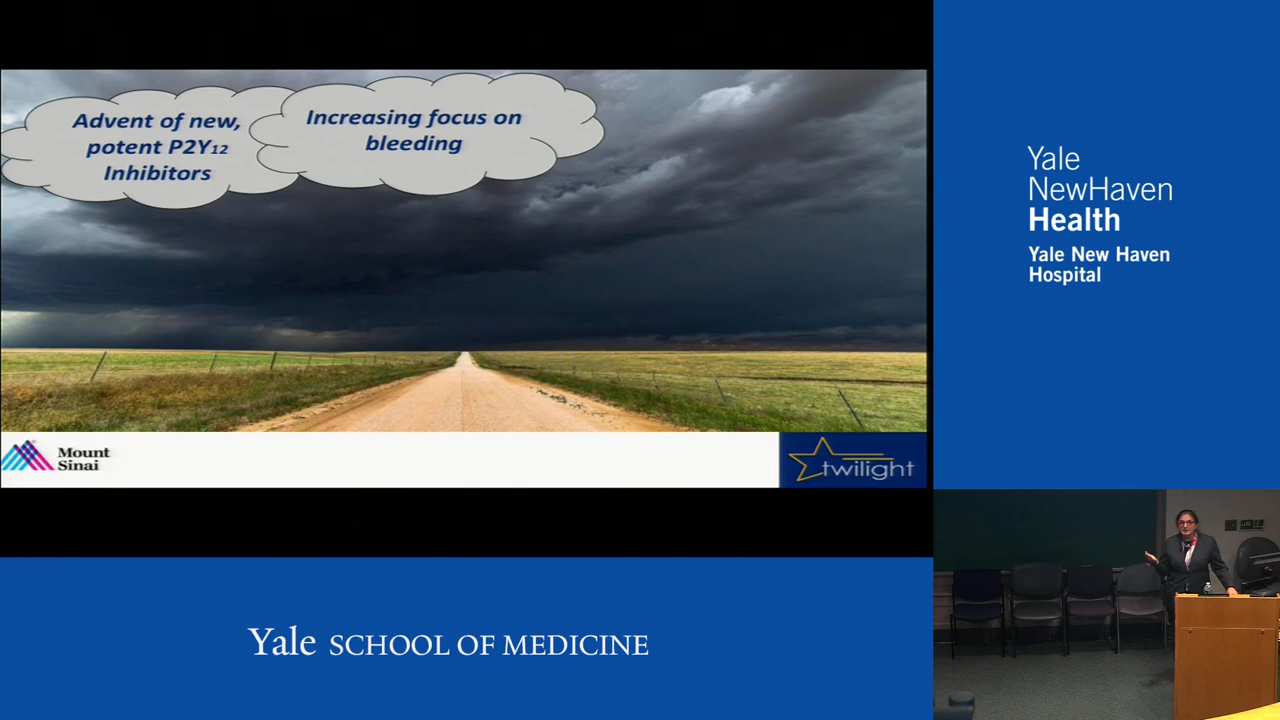 Advent of new,
potent P2Y12
Inhibitors
Increasing focus on
bleeding
Mount
Sinai
twilight
Yale
NewHaven
Health
Yale New Haven
Hospital
Yale SCHOOL OF MEDICINE